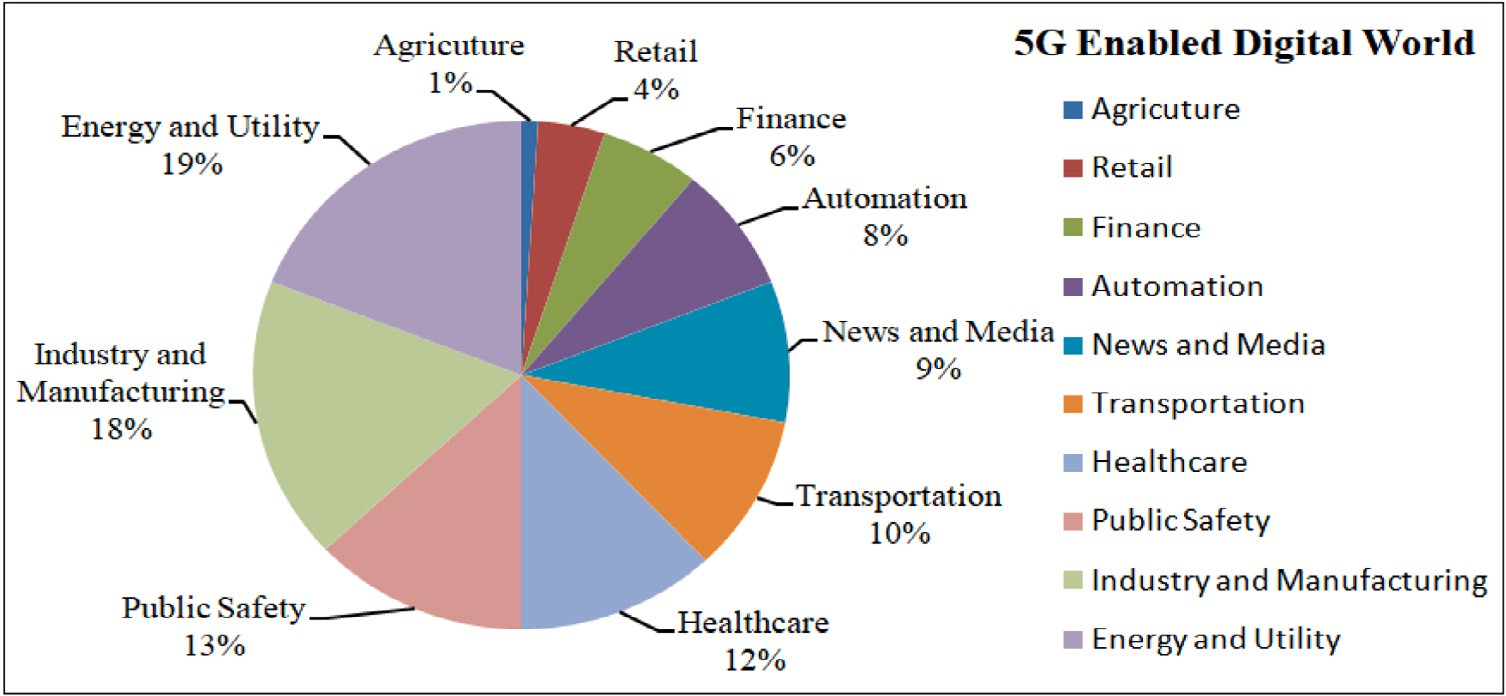 5G Enabled Digital World
Agricuture
1%
Retail
4%
Finance
6%
Automation
8%
News and Media
9%
Transportation
10%
Healthcare
12%
Public Safety
13%
Industry and
Manufacturing
18%
Energy and Utility
19%
Agricuture
Retail
Finance
Automation
News and Media
Transportation
Healthcare
Public Safety
Industry and Manufacturing
Energy and Utility